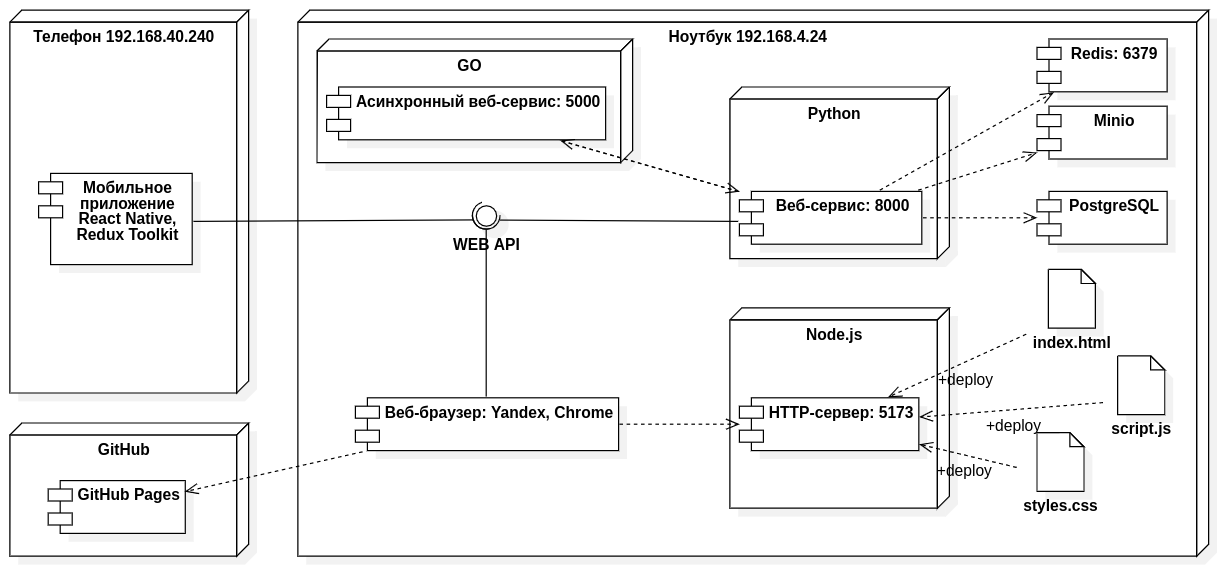 Телефон 192.168.40.240
Мобильное
приложение
React Native,
Redux Toolkit
GitHub
GitHub Pages
Ноутбук 192.168.4.24
GO
Асинхронный веб-сервис: 5000
WEB API
Веб-браузер: Yandex, Chrome
Python
Веб-сервис: 8000
Node.js
HTTP-сервер: 5173
Redis: 6379
Minio
PostgreSQL
index.html
+deploy
script.js
+deploy
styles.css
+deploy